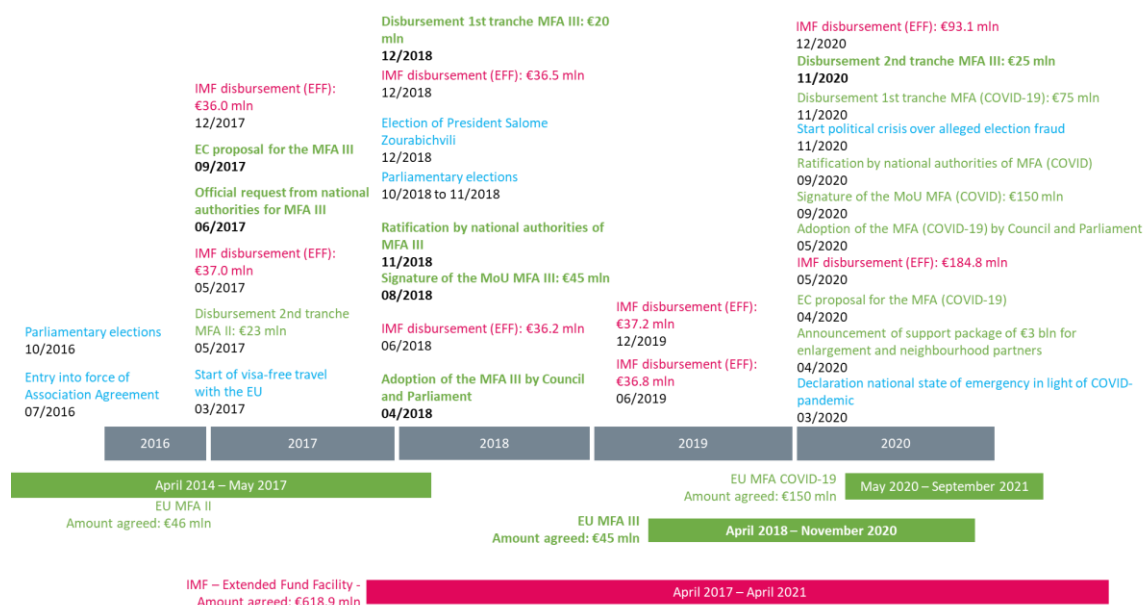 Parliamentary elections
10/2016
Entry into force of
Association Agreement
07/2016
IMF disbursement (EFF):
€36.0 mln
12/2017
EC proposal for the MFA III
09/2017
Official request from national
authorities for MFA III
06/2017
IMF disbursement (EFF):
€37.0 mln
05/2017
Disbursement 2nd tranche
MFA II: €23 mln
05/2017
Start of visa-free travel
with the EU
03/2017
Disbursement 1st tranche MFA III: €20
mln
12/2018
IMF disbursement (EFF): €36.5 mln
12/2018
Election of President Salome
Zourabichvili
12/2018
Parliamentary elections
10/2018 to 11/2018
Ratification by national authorities of
MFA III
11/2018
Signature of the MoU MFA III: €45 mln
08/2018
IMF disbursement (EFF): €36.2 mln
06/2018
Adoption of the MFA III by Council
and Parliament
04/2018
IMF disbursement (EFF):
€37.2 mln
12/2019
IMF disbursement (EFF):
€36.8 mln
06/2019
IMF disbursement (EFF): €93.1 mln
12/2020
Disbursement 2nd tranche MFA III: €25 mln
11/2020
Disbursement 1st tranche MFA (COVID-19): €75 mln
11/2020
Start political crisis over alleged election fraud
11/2020
Ratification by national authorities of MFA (COVID)
09/2020
Signature of the MoU MFA (COVID): €150 mln
09/2020
Adoption of the MFA (COVID-19) by Council and Parliament
05/2020
IMF disbursement (EFF): €184.8 mln
05/2020
EC proposal for the MFA (COVID-19)
04/2020
Announcement of support package of €3 bln for
enlargement and neighbourhood partners
04/2020
Declaration national state of emergency in light of COVID-
pandemic
03/2020
2016
2017
2018
2019
2020
April 2014 – May 2017
EU MFA II
Amount agreed: €46 mln
EU MFA COVID-19
Amount agreed: €150 mln
May 2020 – September 2021
EU MFA III
Amount agreed: €45 mln
April 2018 – November 2020
IMF – Extended Fund Facility -
Amount agreed: €618.9 mln
April 2017 – April 2021